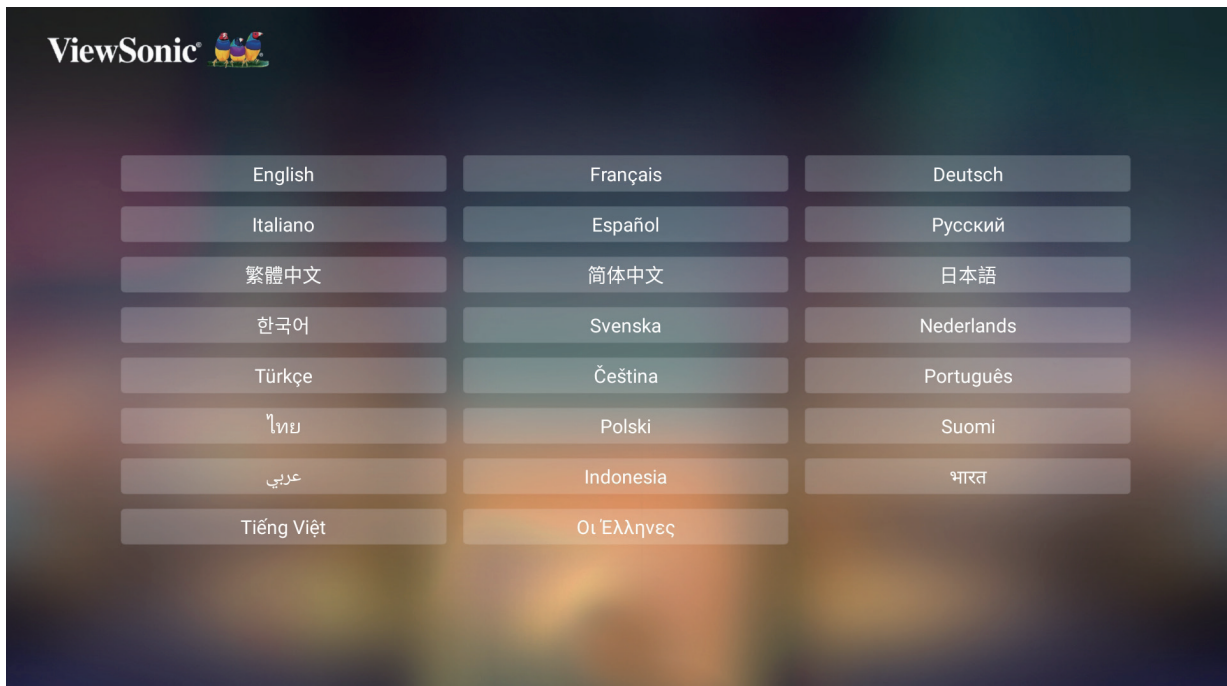 ViewSonic®
English Français Deutsch
Italiano Español Русский
繁體中文 简体中文 日本語
한국어 Svenska Nederlands
Türkçe Čeština Português
ไทย Polski Suomi
عربي Indonesia भारत
Tiếng Việt Οι Έλληνες